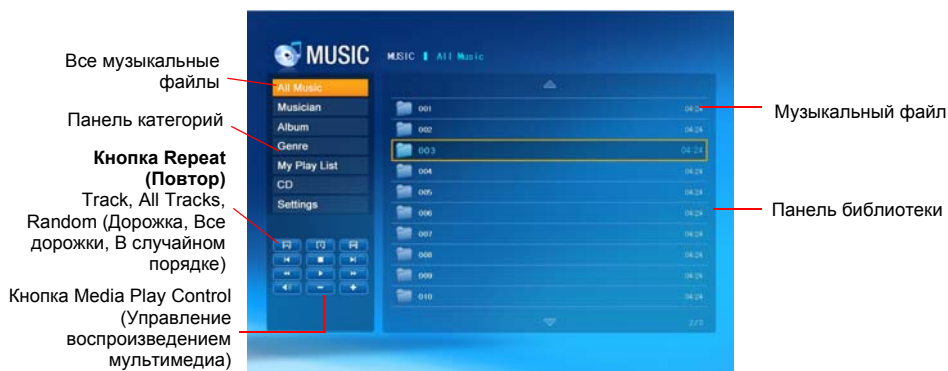 Все музыкальные
файлы
Панель категорий
Кнопка Repeat
(Повтор)
Track, All Tracks,
Random (Дорожка, Все
дорожки, В случайном
порядке)
Кнопка Media Play Control
(Управление
воспроизведением
мультимедиа)
MUSIC
MUSIC All Music
All Music
Musician
Album
Genre
My Play List
CD
Settings
001 04:24
002 04:24
003 04:24
004 04:24
005 04:24
006 04:24
007 04:24
008 04:24
009 04:24
010 04:24
Музыкальный файл
Панель библиотеки